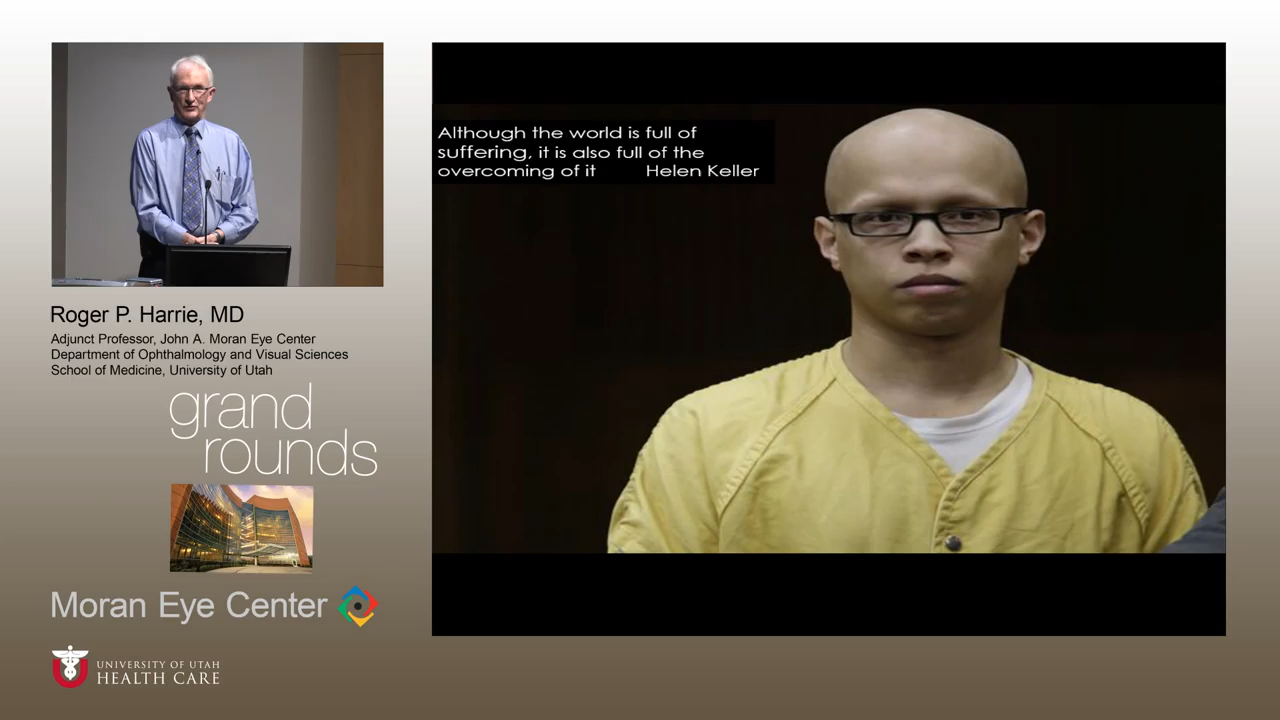 Although the world is full of
suffering, it is also full of the
overcoming of it Helen Keller
Roger P. Harrie, MD
Adjunct Professor, John A. Moran Eye Center
Department of Ophthalmology and Visual Sciences
School of Medicine, University of Utah
grand
rounds
Moran Eye Center
U
UNIVERSITY OF UTAH
HEALTH CARE